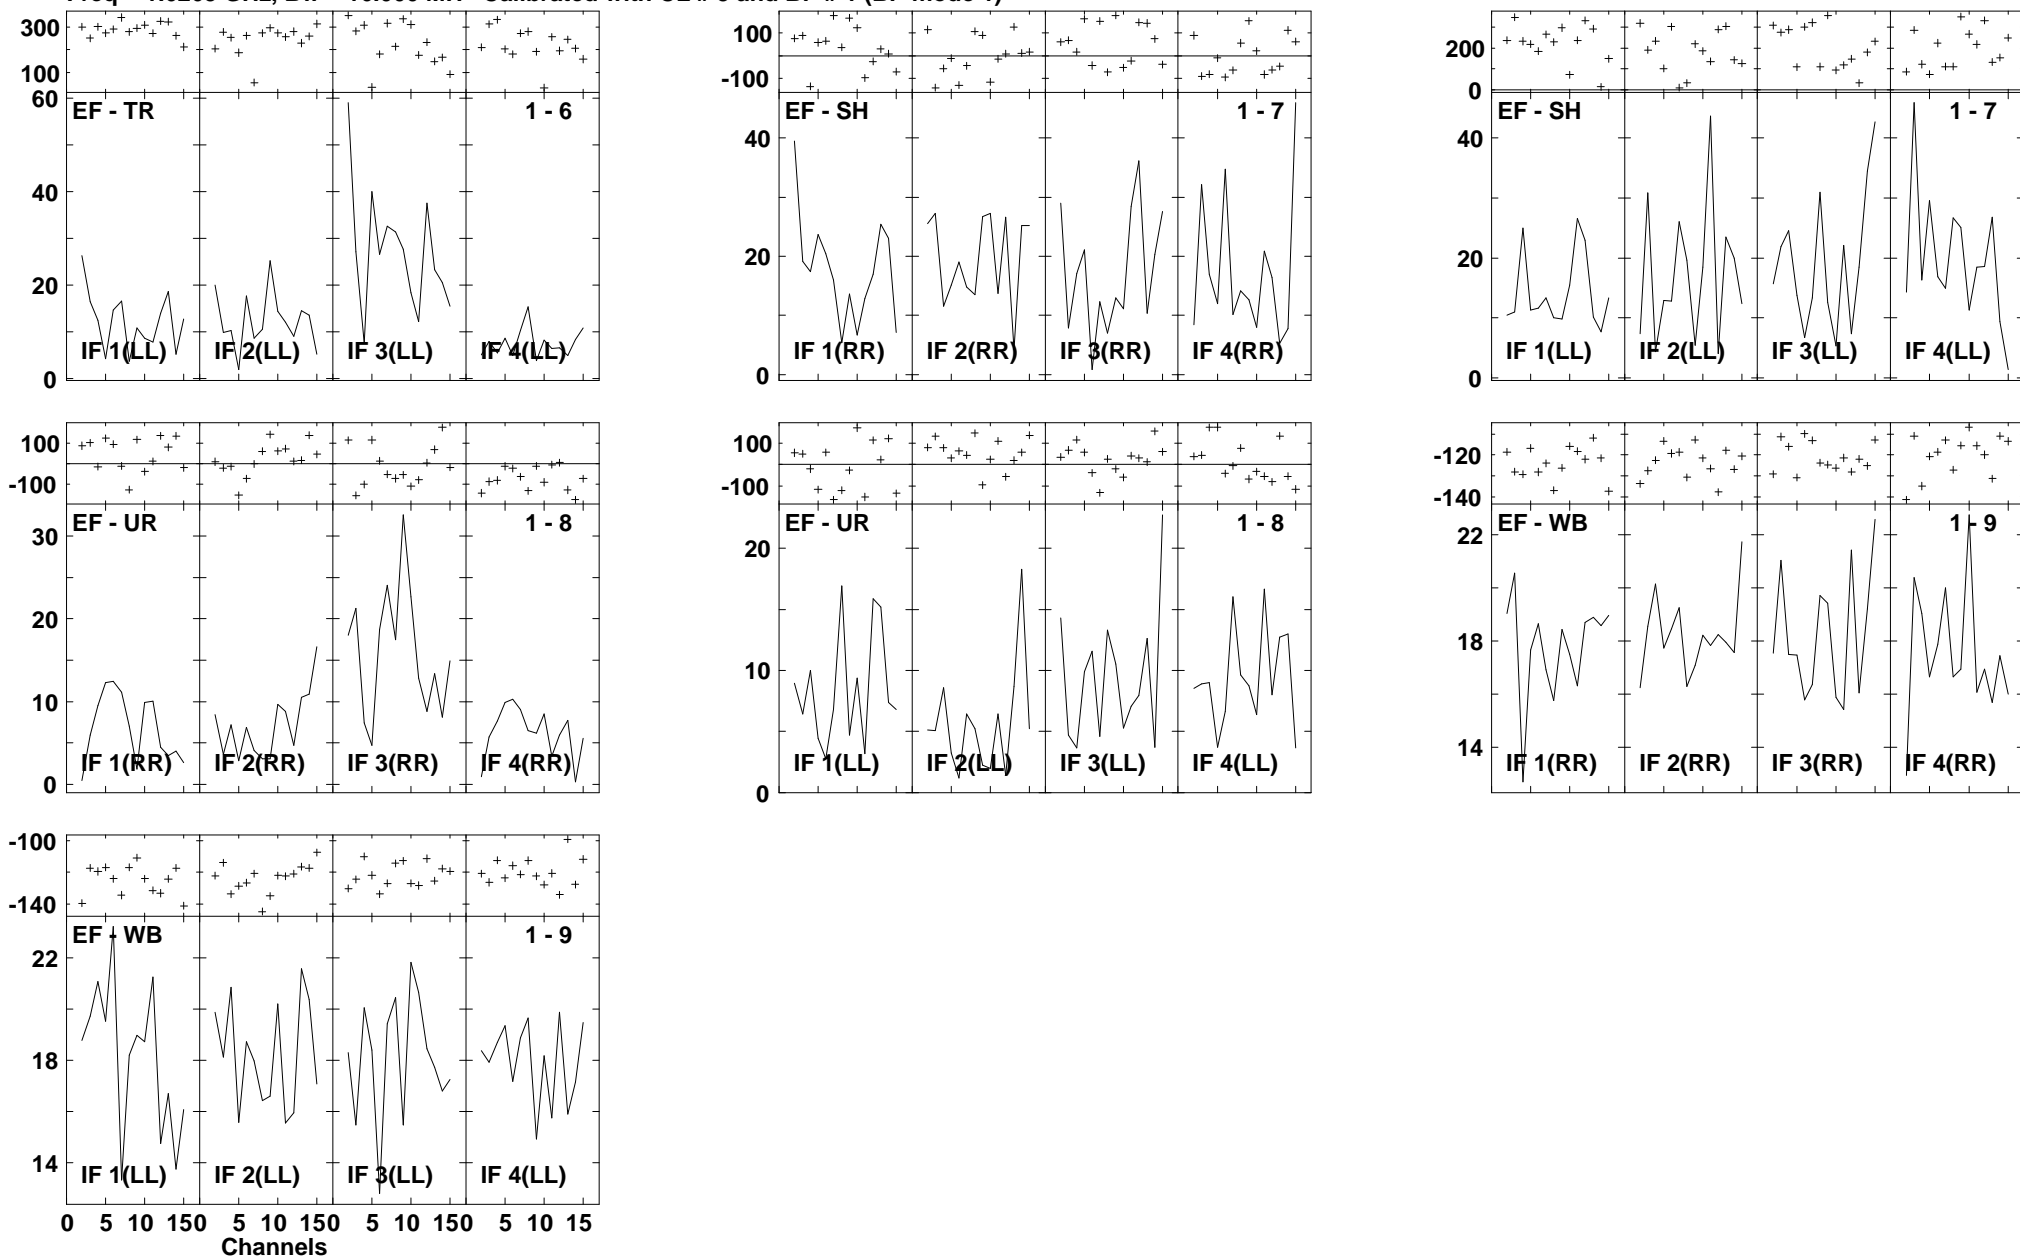 300
100
60
40
20
0
EF - TR
1 - 6
IF 1(LL)
IF 2(LL)
IF 3(LL)
IF 4(LL)
100
-100
40
20
0
EF - SH
1 - 7
IF 1(RR)
IF 2(RR)
IF 3(RR)
IF 4(RR)
200
0
40
20
0
EF - SH
1 - 7
IF 1(LL)
IF 2(LL)
IF 3(LL)
IF 4(LL)
100
-100
30
20
10
0
EF - UR
1 - 8
IF 1(RR)
IF 2(RR)
IF 3(RR)
IF 4(RR)
100
-100
20
10
0
EF - UR
1 - 8
IF 1(LL)
IF 2(LL)
IF 3(LL)
IF 4(LL)
-120
-140
22
18
14
EF - WB
1 - 9
IF 1(RR)
IF 2(RR)
IF 3(RR)
IF 4(RR)
-100
-140
22
18
14
EF - WB
1 - 9
IF 1(LL)
IF 2(LL)
IF 3(LL)
IF 4(LL)
0 5 10 150 5 10 150 5 10 150 5 10 15
Channels